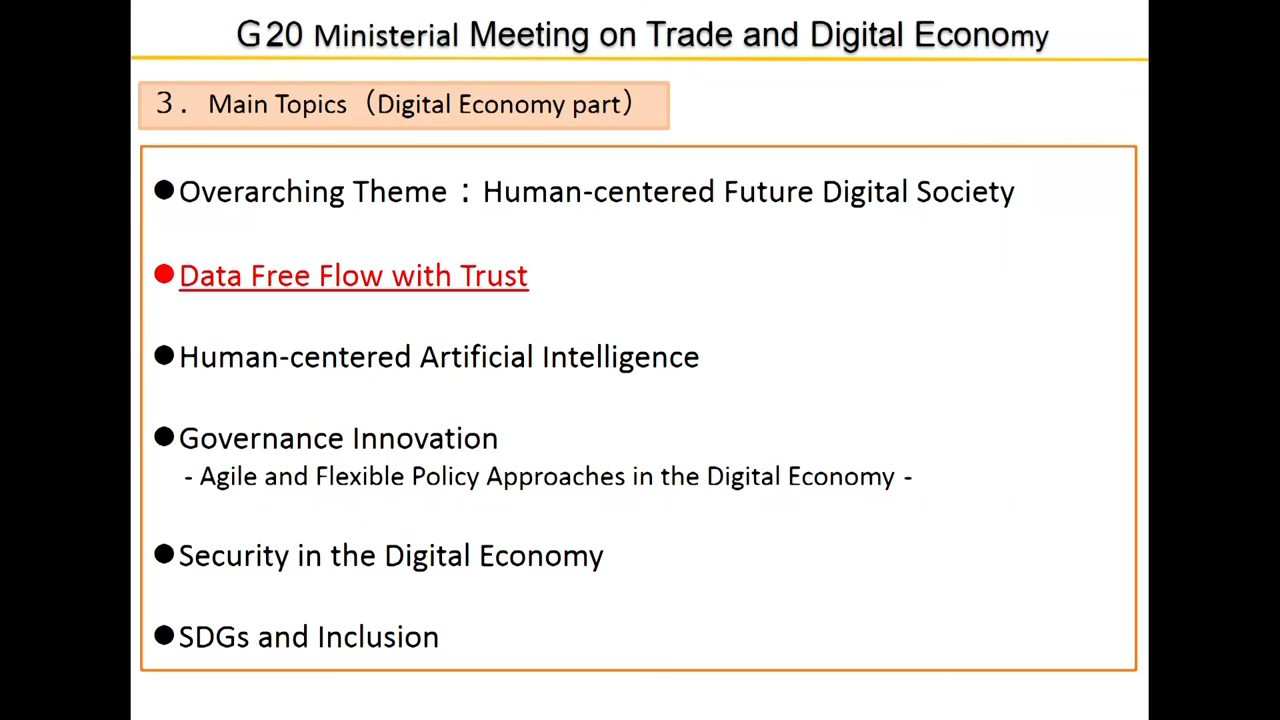 G20 Ministerial Meeting on Trade and Digital Economy
３． Main Topics（Digital Economy part）
●Overarching Theme：Human-centered Future Digital Society
●Data Free Flow with Trust
●Human-centered Artificial Intelligence
●Governance Innovation
- Agile and Flexible Policy Approaches in the Digital Economy -
●Security in the Digital Economy
●SDGs and Inclusion